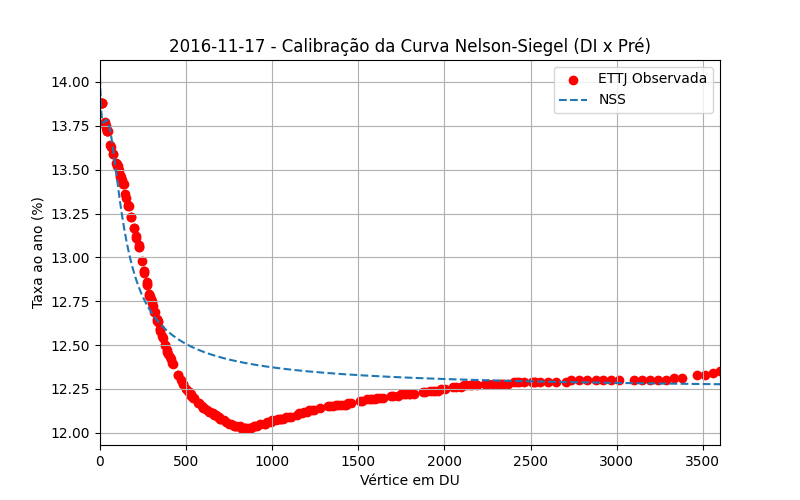 2016-11-17 - Calibração da Curva Nelson-Siegel (DI x Pré)
ETTJ Observada
NSS
Taxa ao ano (%)
14.00
13.75
13.50
13.25
13.00
12.75
12.50
12.25
12.00
0 500 1000 1500 2000 2500 3000 3500
Vértice em DU